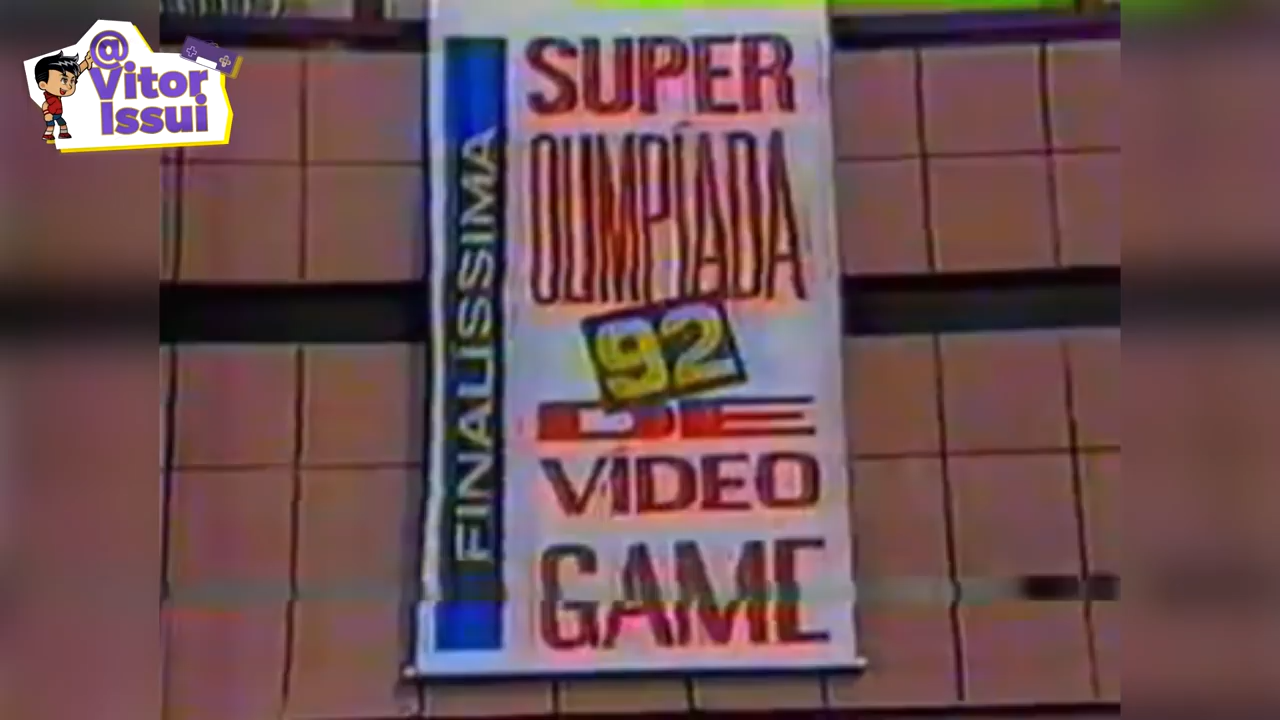 @
Vitor
Issui
FINALÍSSIMA
SUPER
OLIMPÍADA
92
DE
VÍDEO
GAME